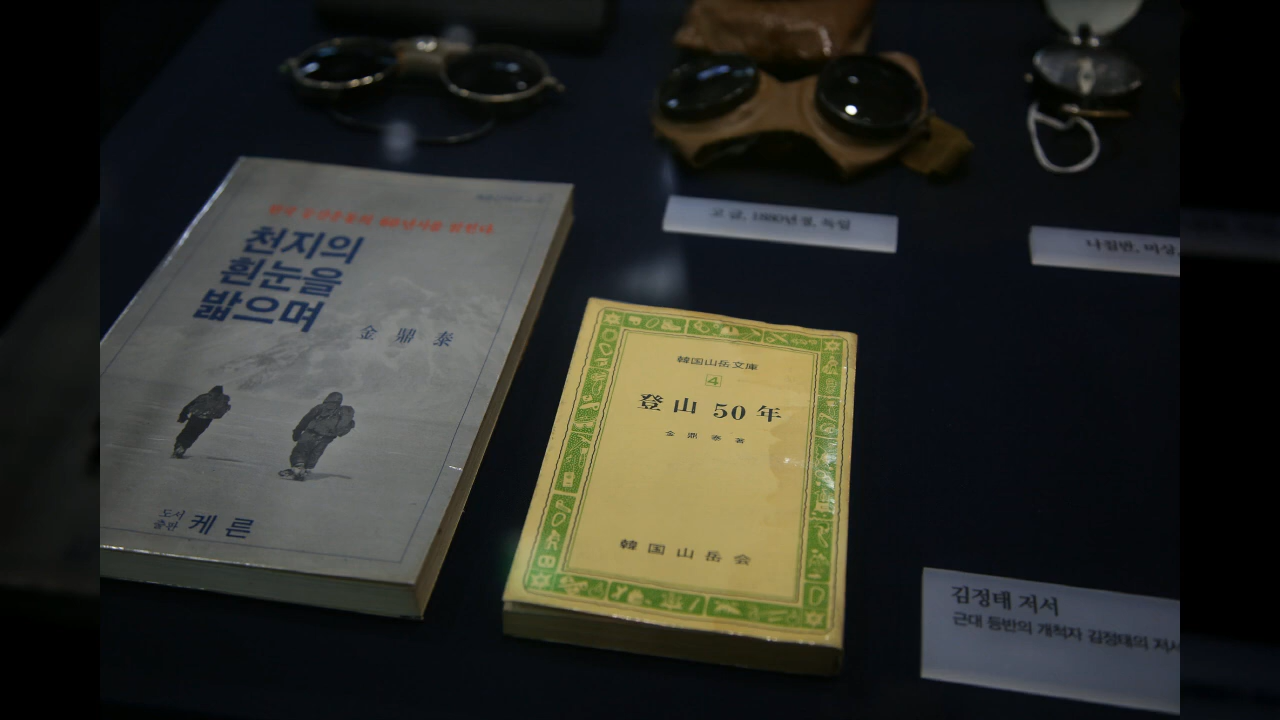 고글, 1880년경, 독일
나침반, 미상,
천지의
흰눈을
밟으며
金鼎泰
도서
출판 케른
韓国山岳文庫
4
登山 50年
金鼎泰 著
韓国山岳会
김정태 저서
근대 등반의 개척자 김정태의 저서